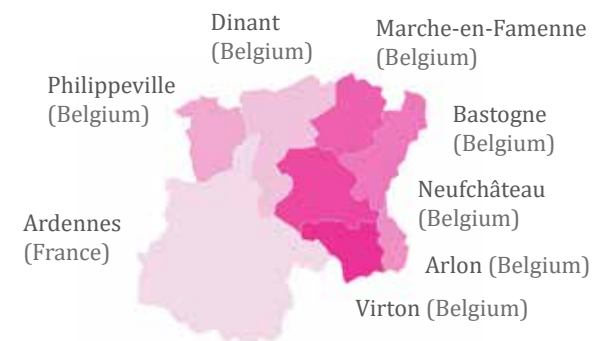 Dinant
(Belgium)
Marche-en-Famenne
(Belgium)
Philippeville
(Belgium)
Bastogne
(Belgium)
Neufchâteau
(Belgium)
Ardennes
(France)
Arlon (Belgium)
Virton (Belgium)